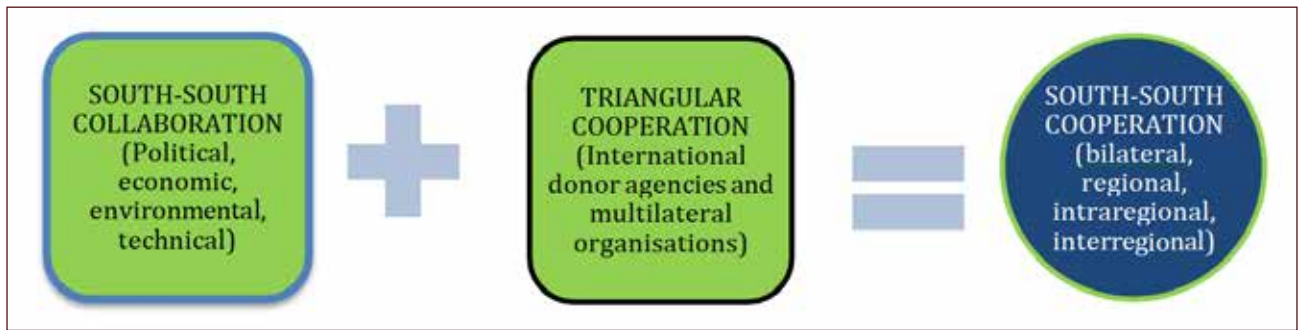 SOUTH-SOUTH
COLLABORATION
(Political,
economic,
environmental,
technical)
TRIANGULAR
COOPERATION
(International
donor agencies and
multilateral
organisations)
SOUTH-SOUTH
COOPERATION
(bilateral,
regional,
intraregional,
interregional)